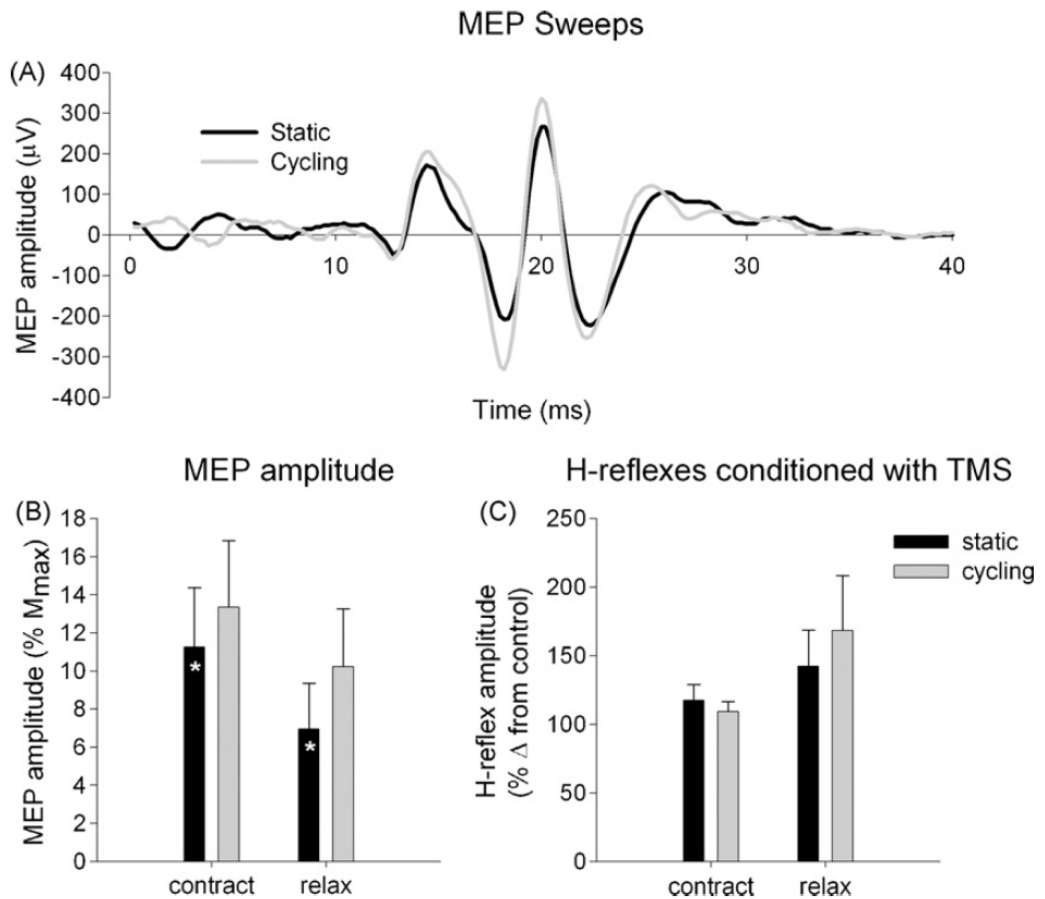 MEP Sweeps
(A)
MEP amplitude (µV)
400
300
200
100
0
-100
-200
-300
-400
Static
Cycling
0 10 20 30 40
Time (ms)
MEP amplitude
(B)
MEP amplitude (% Mmax)
18
16
14
12
10
8
6
4
2
0
*
*
contract relax
H-reflexes conditioned with TMS
(C)
H-reflex amplitude
(% Δ from control)
250
200
150
100
50
0
static
cycling
contract relax